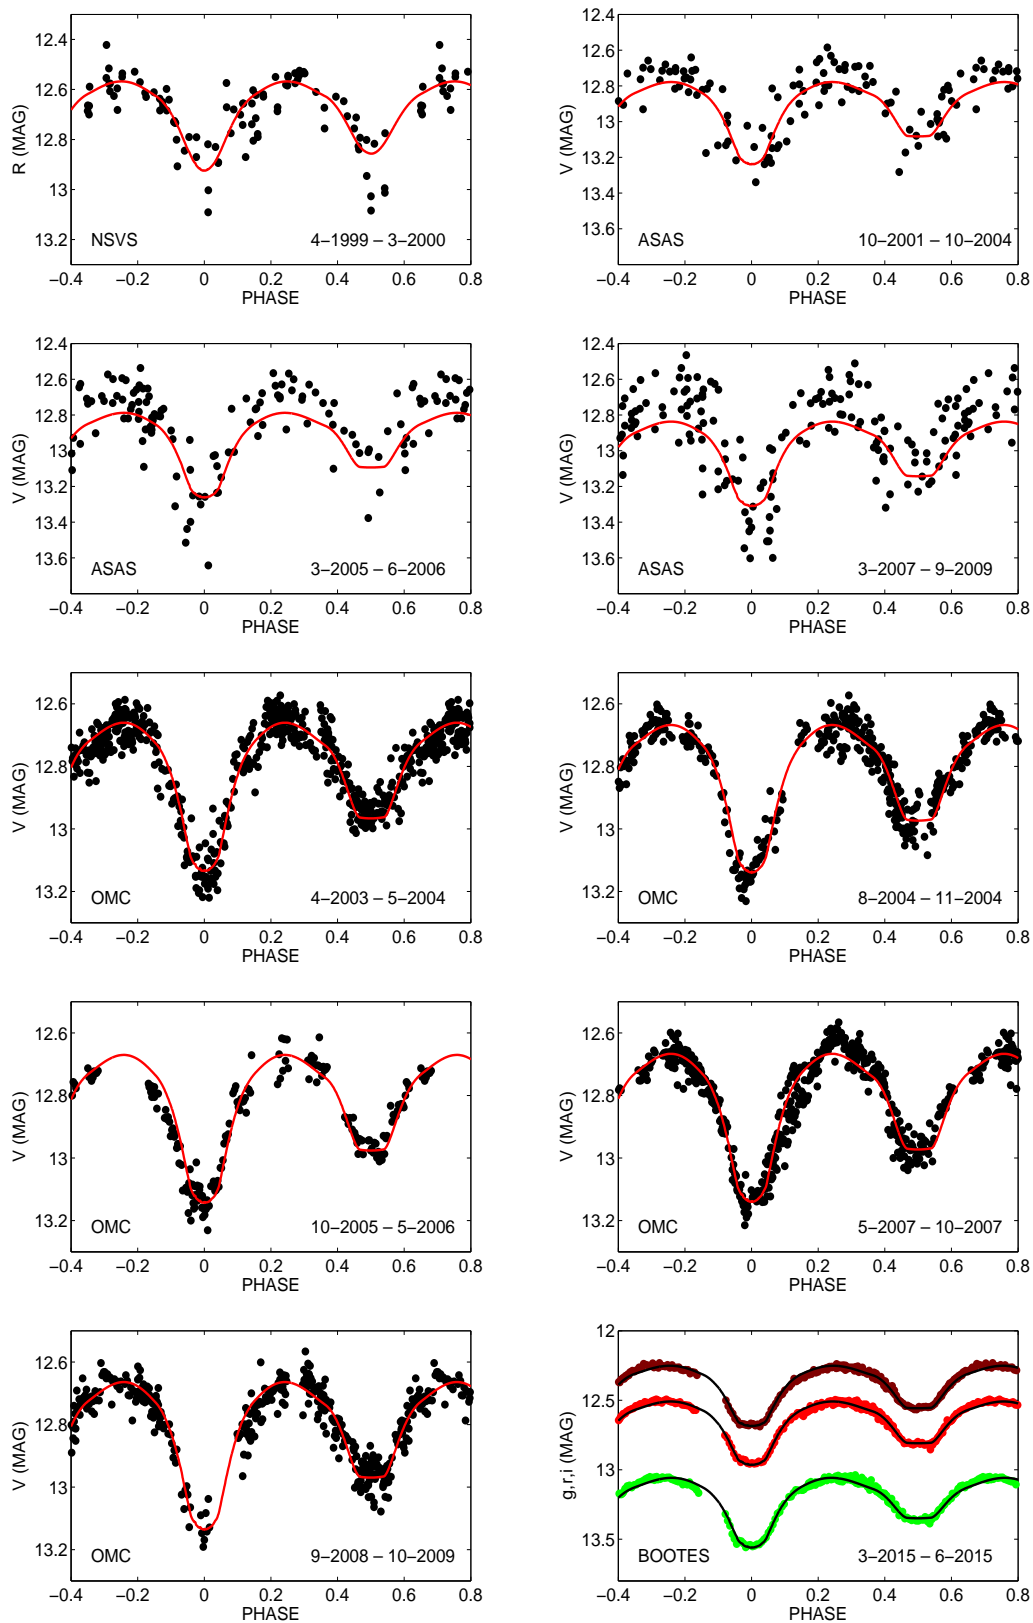 12.4
12.6
12.8
13
13.2
R (MAG)
NSVS
4−1999 − 3−2000
−0.4 −0.2 0 0.2 0.4 0.6 0.8
PHASE
12.4
12.6
12.8
13
13.2
13.4
13.6
V (MAG)
ASAS
10−2001 − 10−2004
−0.4 −0.2 0 0.2 0.4 0.6 0.8
PHASE
12.4
12.6
12.8
13
13.2
13.4
13.6
V (MAG)
ASAS
3−2005 − 6−2006
−0.4 −0.2 0 0.2 0.4 0.6 0.8
PHASE
12.4
12.6
12.8
13
13.2
13.4
13.6
V (MAG)
ASAS
3−2007 − 9−2009
−0.4 −0.2 0 0.2 0.4 0.6 0.8
PHASE
12.6
12.8
13
13.2
V (MAG)
OMC
4−2003 − 5−2004
−0.4 −0.2 0 0.2 0.4 0.6 0.8
PHASE
12.6
12.8
13
13.2
V (MAG)
OMC
8−2004 − 11−2004
−0.4 −0.2 0 0.2 0.4 0.6 0.8
PHASE
12.6
12.8
13
13.2
V (MAG)
OMC
10−2005 − 5−2006
−0.4 −0.2 0 0.2 0.4 0.6 0.8
PHASE
12.6
12.8
13
13.2
V (MAG)
OMC
5−2007 − 10−2007
−0.4 −0.2 0 0.2 0.4 0.6 0.8
PHASE
12.6
12.8
13
13.2
V (MAG)
OMC
9−2008 − 10−2009
−0.4 −0.2 0 0.2 0.4 0.6 0.8
PHASE
12
12.5
13
13.5
g,r,i (MAG)
BOOTES
3−2015 − 6−2015
−0.4 −0.2 0 0.2 0.4 0.6 0.8
PHASE